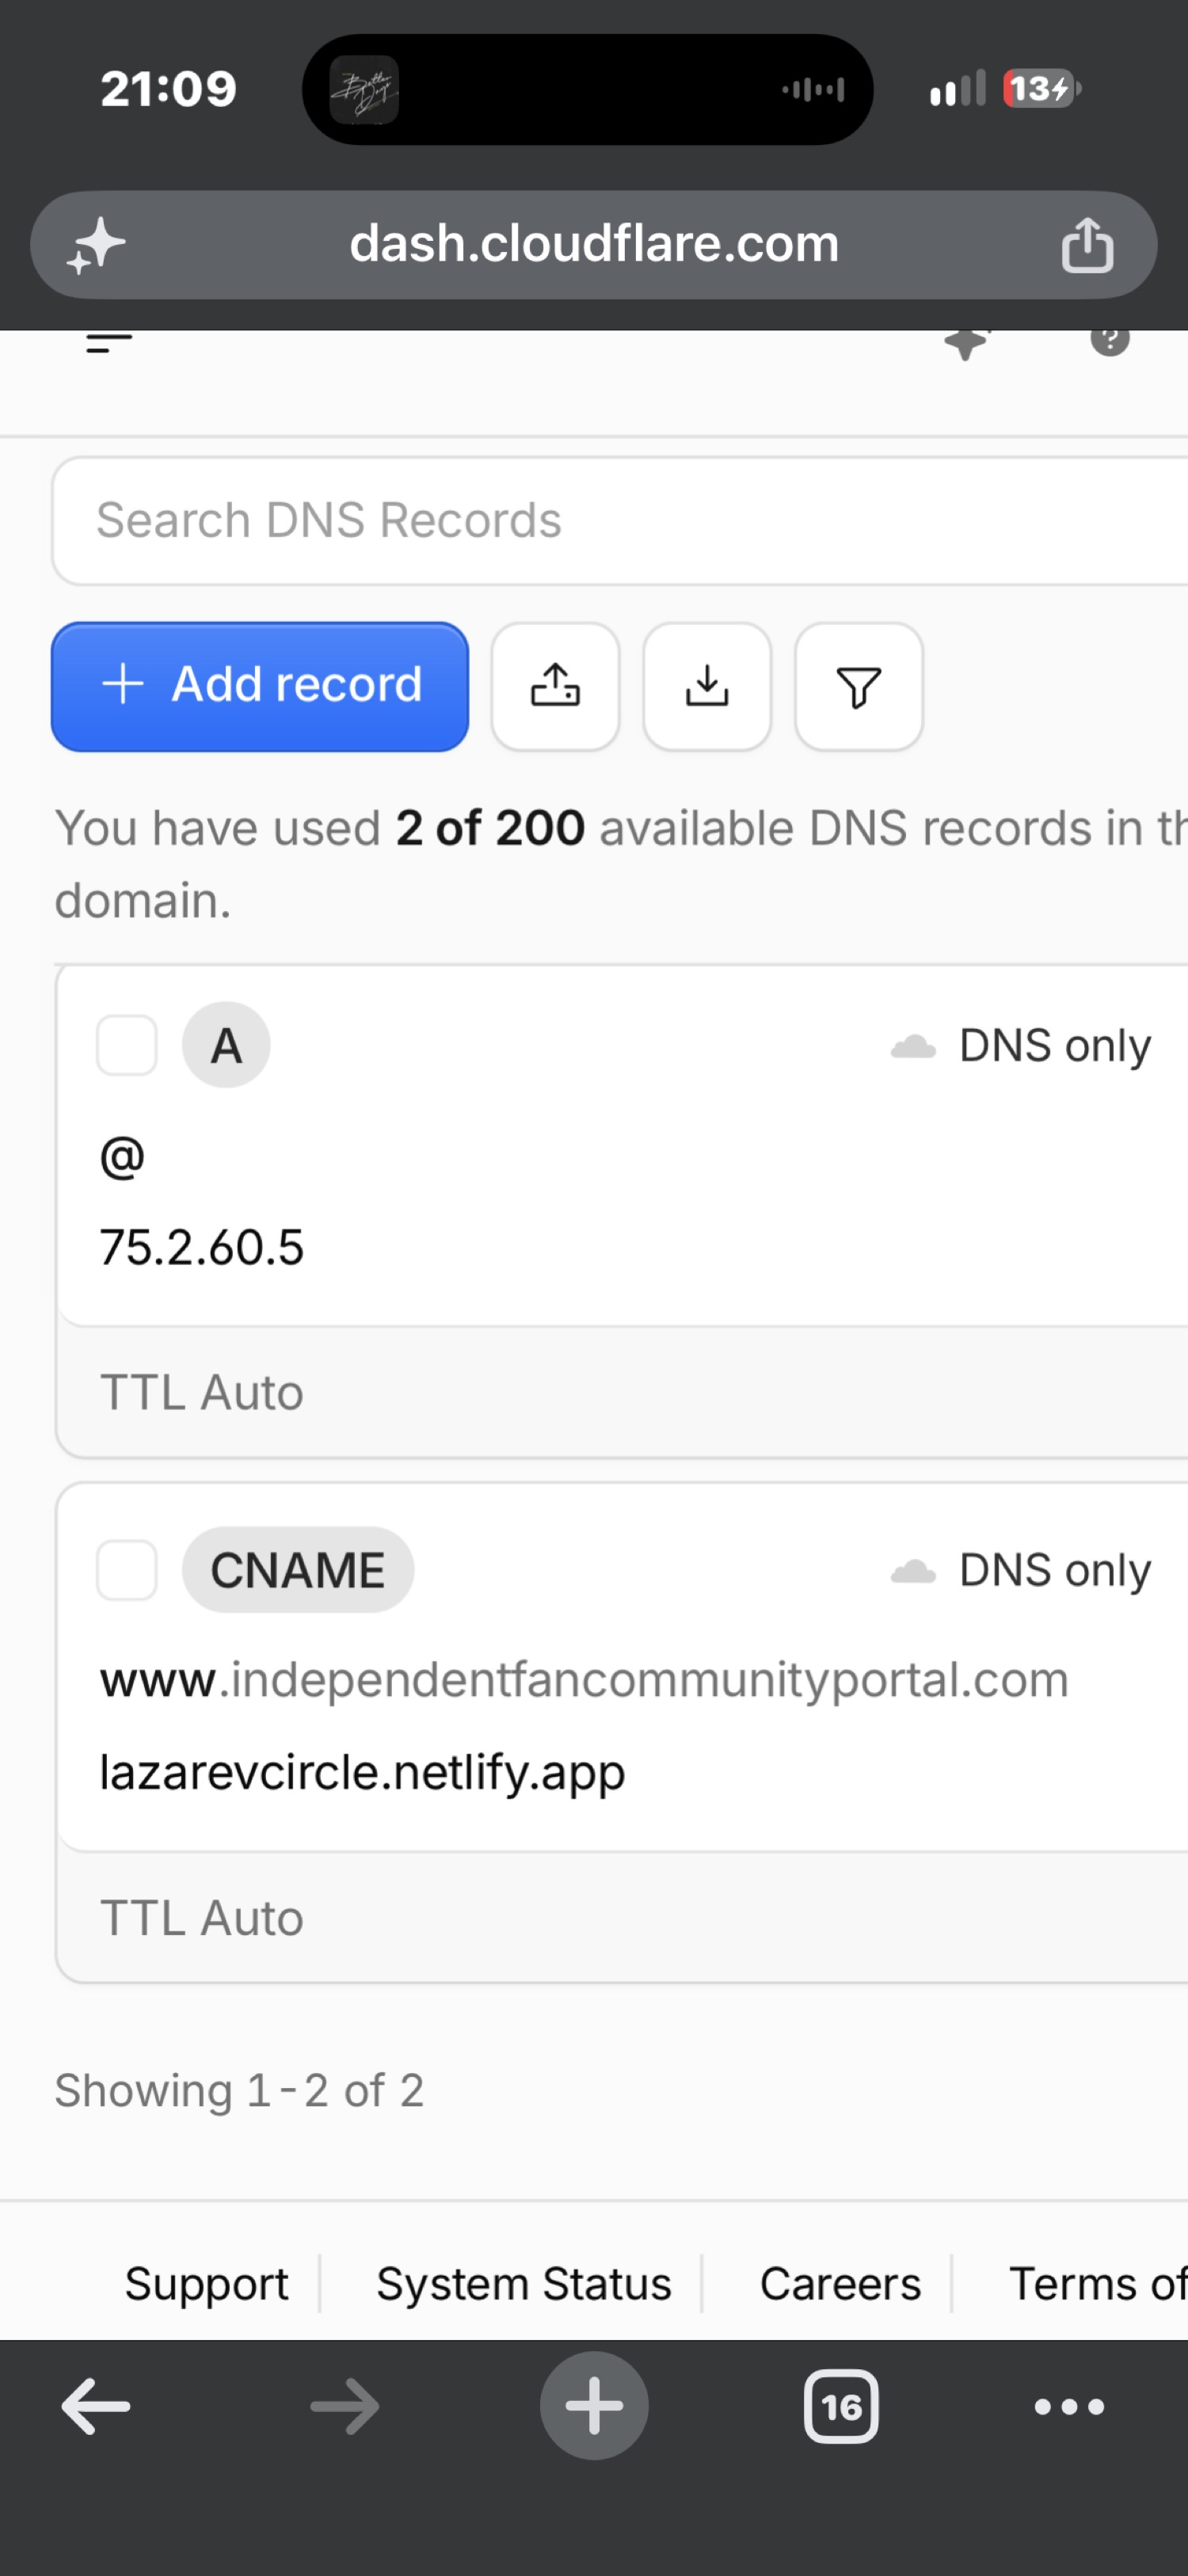 21:09
13
dash.cloudflare.com
Search DNS Records
+ Add record
You have used 2 of 200 available DNS records in
domain.
A
DNS only
@
75.2.60.5
TTL Auto
CNAME
DNS only
www.independentfancommunityportal.com
lazarevcircle.netlify.app
TTL Auto
Showing 1-2 of 2
Support
System Status
Careers
Terms of
16